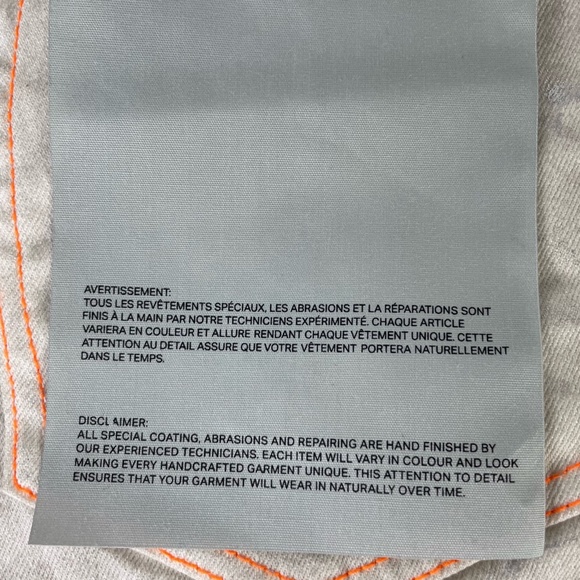 AVERTISSEMENT:
TOUS LES REVÊTEMENTS SPÉCIAUX, LES ABRASIONS ET LA RÉPARATIONS SONT
FINIS À LA MAIN PAR NOTRE TECHNICIENS EXPÉRIMENTÉ. CHAQUE ARTICLE
VARIERA EN COULEUR ET ALLURE RENDANT CHAQUE VÊTEMENT UNIQUE. CETTE
ATTENTION AU DETAIL ASSURE QUE VOTRE VÊTEMENT PORTERA NATURELLEMENT
DANS LE TEMPS.
DISCLAIMER:
ALL SPECIAL COATING, ABRASIONS AND REPAIRING ARE HAND FINISHED BY
OUR EXPERIENCED TECHNICIANS. EACH ITEM WILL VARY IN COLOUR AND LOOK
MAKING EVERY HANDCRAFTED GARMENT UNIQUE. THIS ATTENTION TO DETAIL
ENSURES THAT YOUR GARMENT WILL WEAR IN NATURALLY OVER TIME.